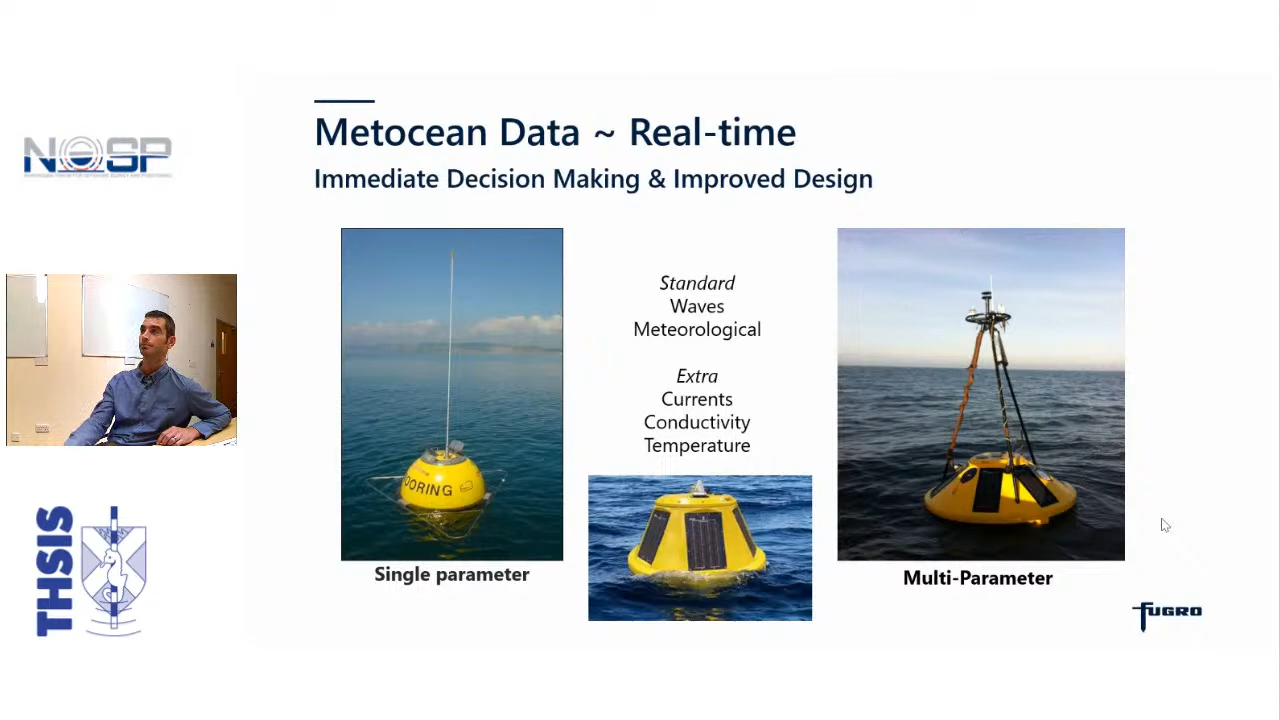 NOSP
Metocean Data ~ Real-time
Immediate Decision Making & Improved Design
Standard
Waves
Meteorological
Extra
Currents
Conductivity
Temperature
OORING
Single parameter
Multi-Parameter
THSIS
FUGRO